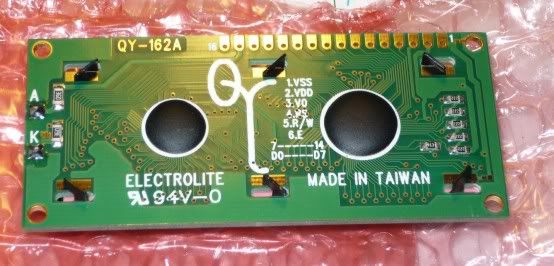 QY-162A
16
1
QY
A
K
1.VSS
2.VDD
3.VO
4.RS
5.R/W
6.E
7-----14
D0-----D7
ELECTROLITE
94V-0
MADE IN TAIWAN